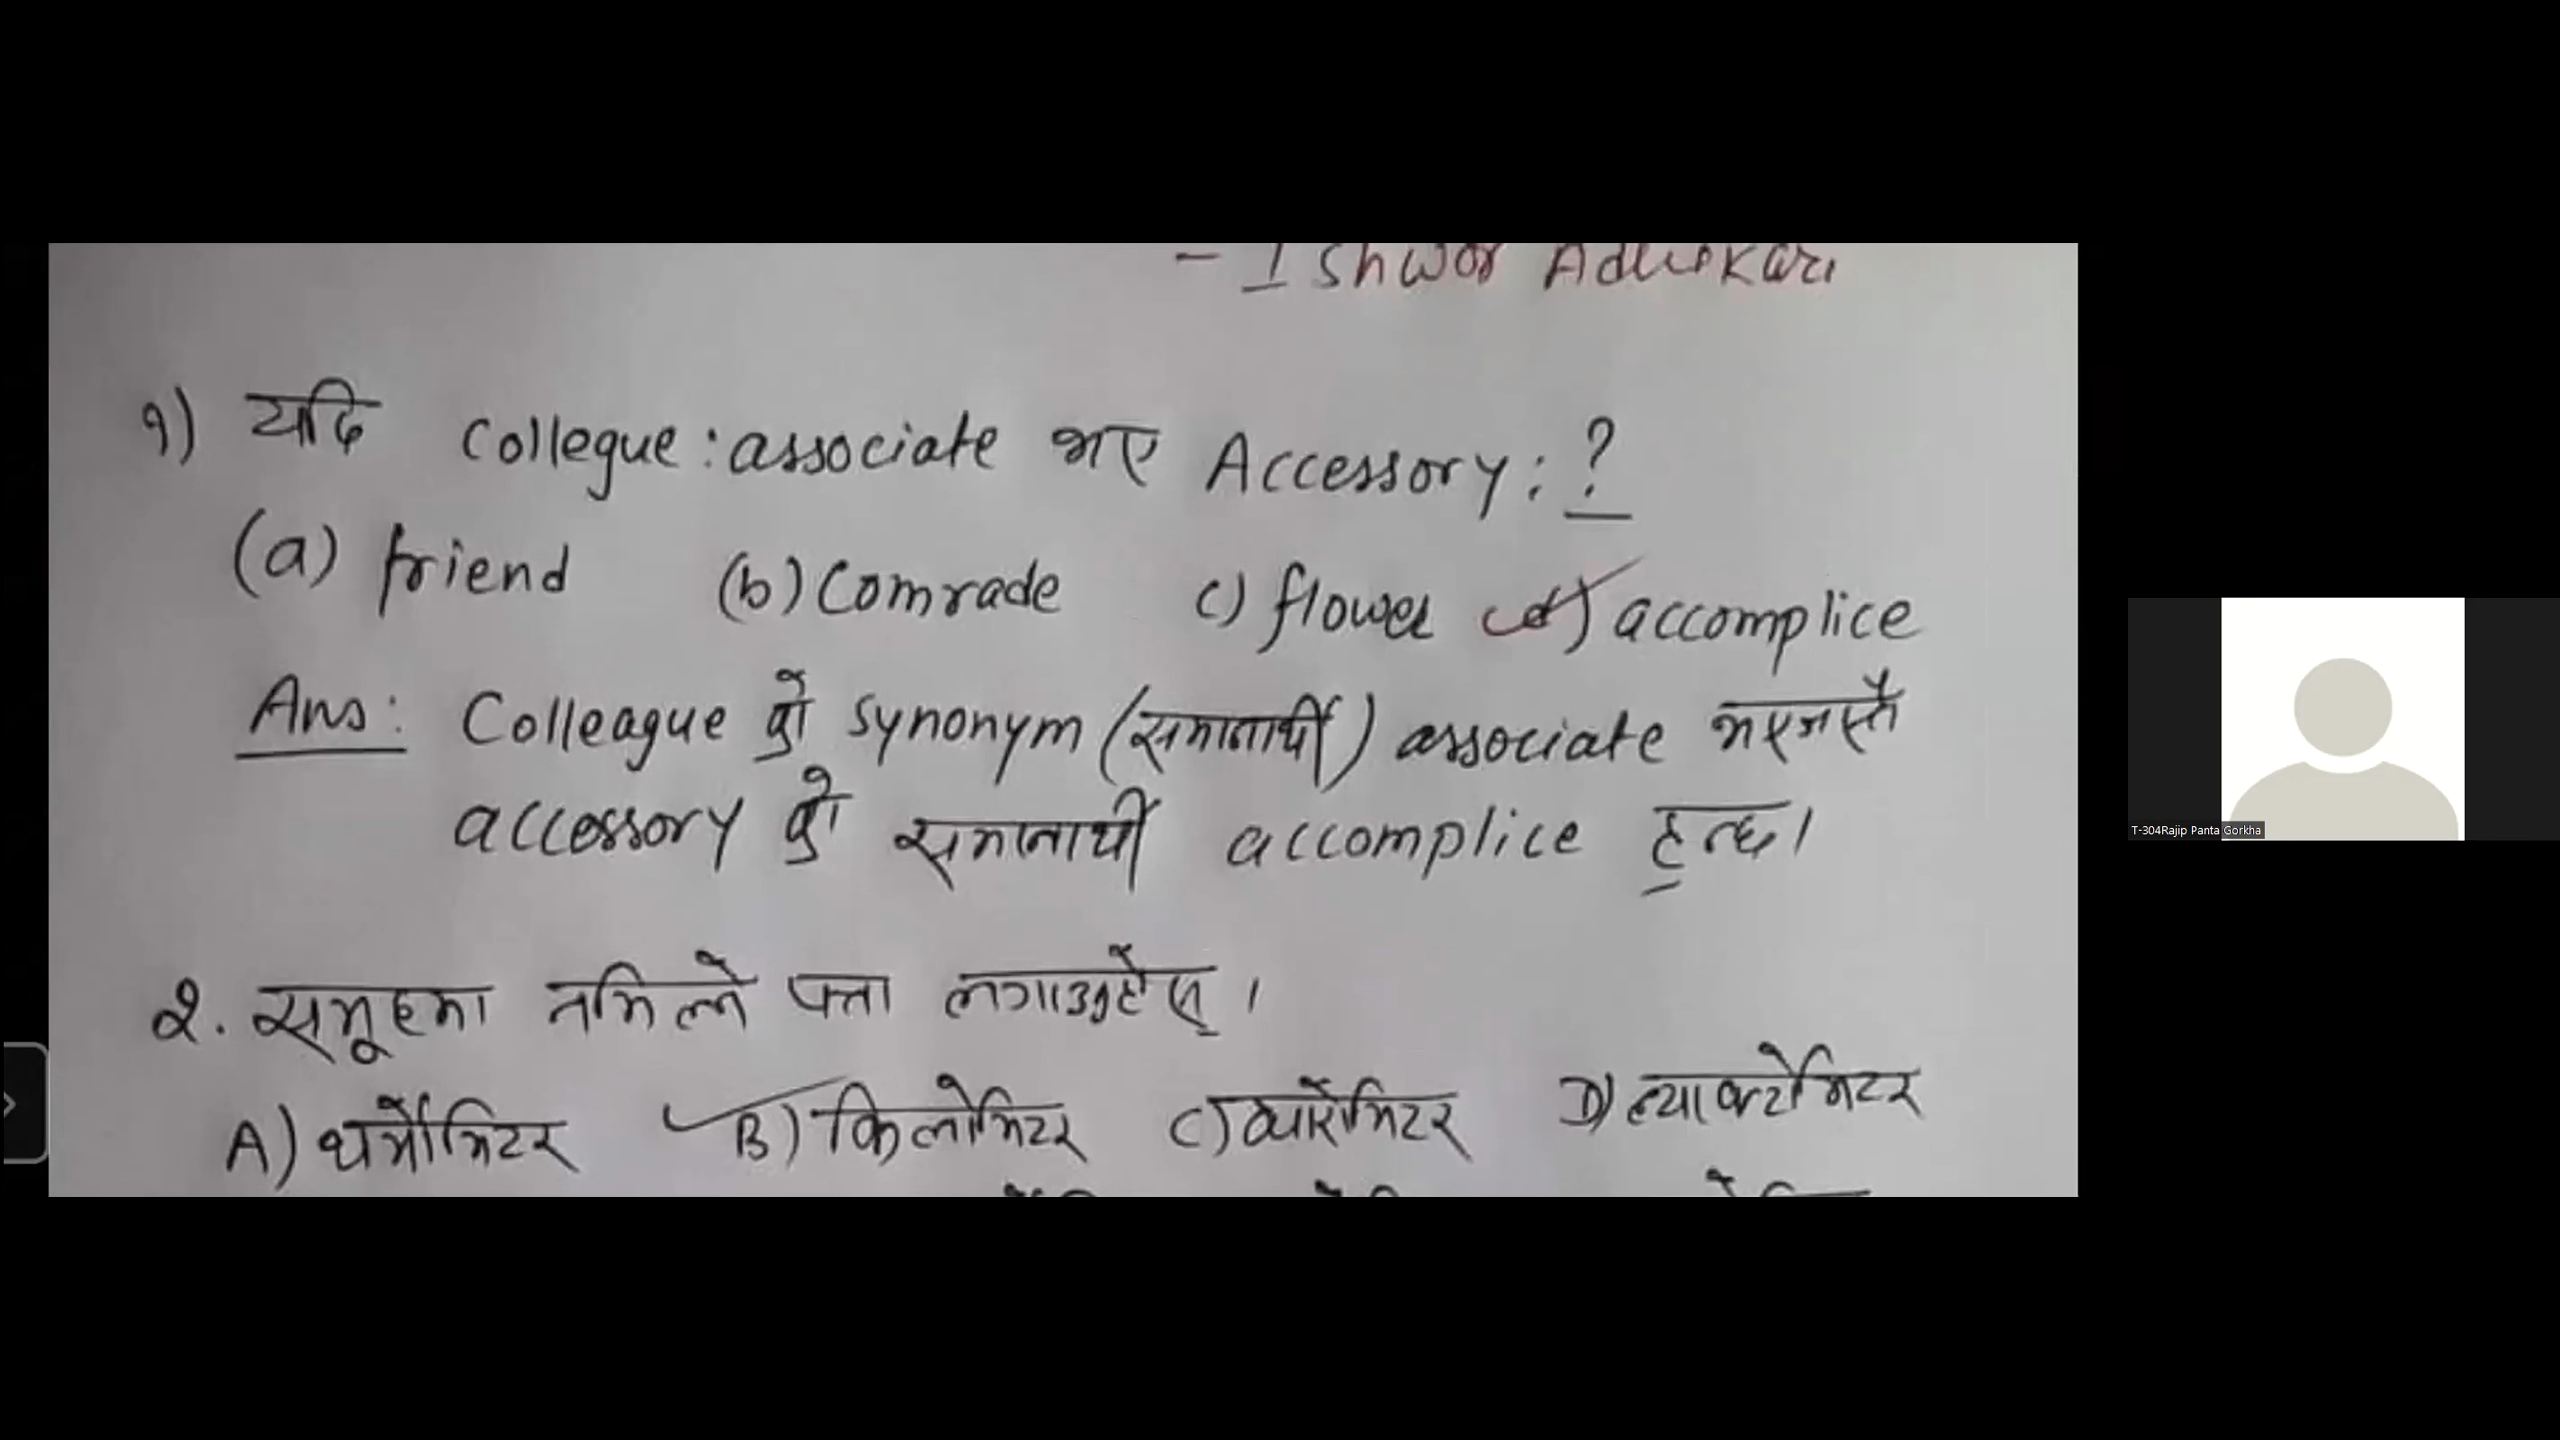 - Ishwor Adhikari
१) यदि Collegue : associate भए Accessory : ?
(a) friend (b) Comrade c) flower d) accomplice
Ans: Colleague को synonym (समानार्थी) associate भएजस्तै
accessory को समानार्थी accomplice हुन्छ।
२. समूहमा नमिल्ने पत्ता लगाउनुहोस् ।
A) थर्मोमिटर B) किलोमिटर C) ब्यारोमिटर D) ल्याक्टोमिटर
T-304Rajip Panta Gorkha